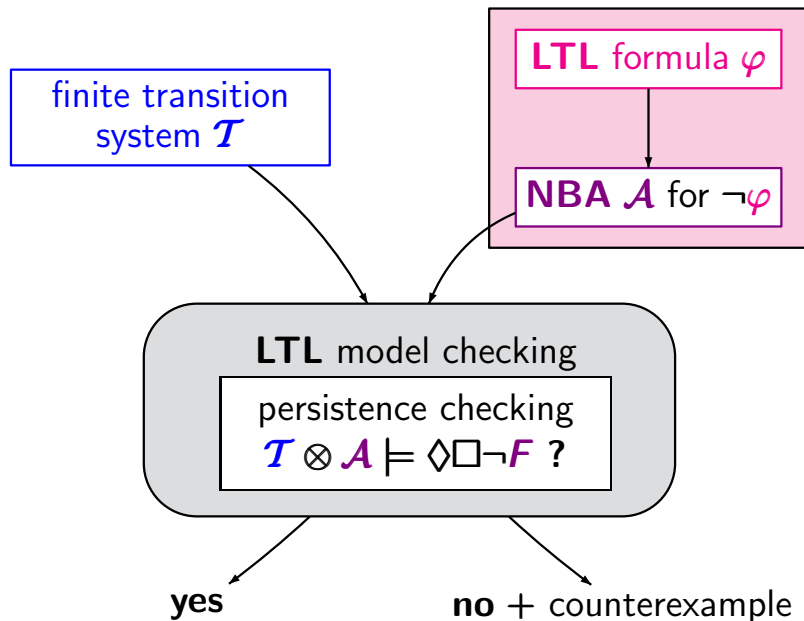 finite transition
system 𝒯
LTL formula φ
NBA 𝒜 for ¬φ
LTL model checking
persistence checking
𝒯 ⊗ 𝒜 ⊨ ◊□¬F ?
yes
no + counterexample